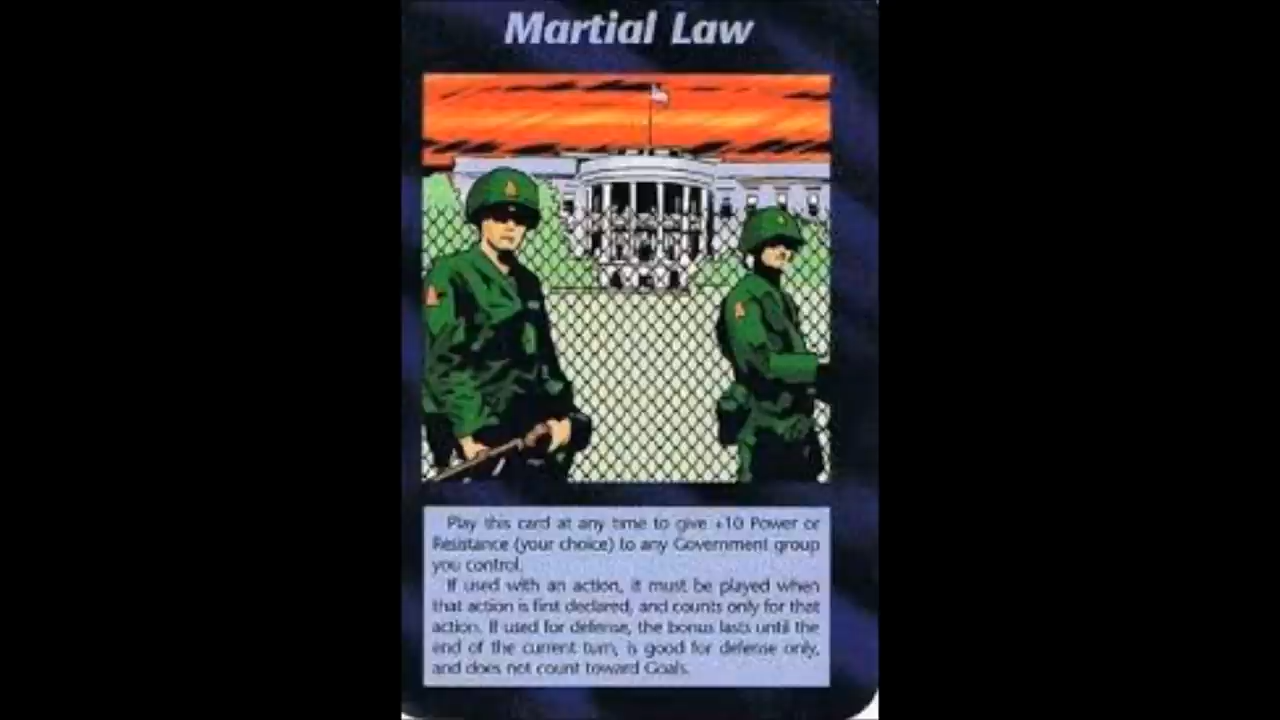 Martial Law
Play this card at any time to give +10 Power or
Resistance (your choice) to any Government group
you control.
If used with an action, it must be played when
that action is first declared, and counts only for that
action. If used for defense, the bonus lasts until the
end of the current turn, is good for defense only,
and does not count toward Goals.